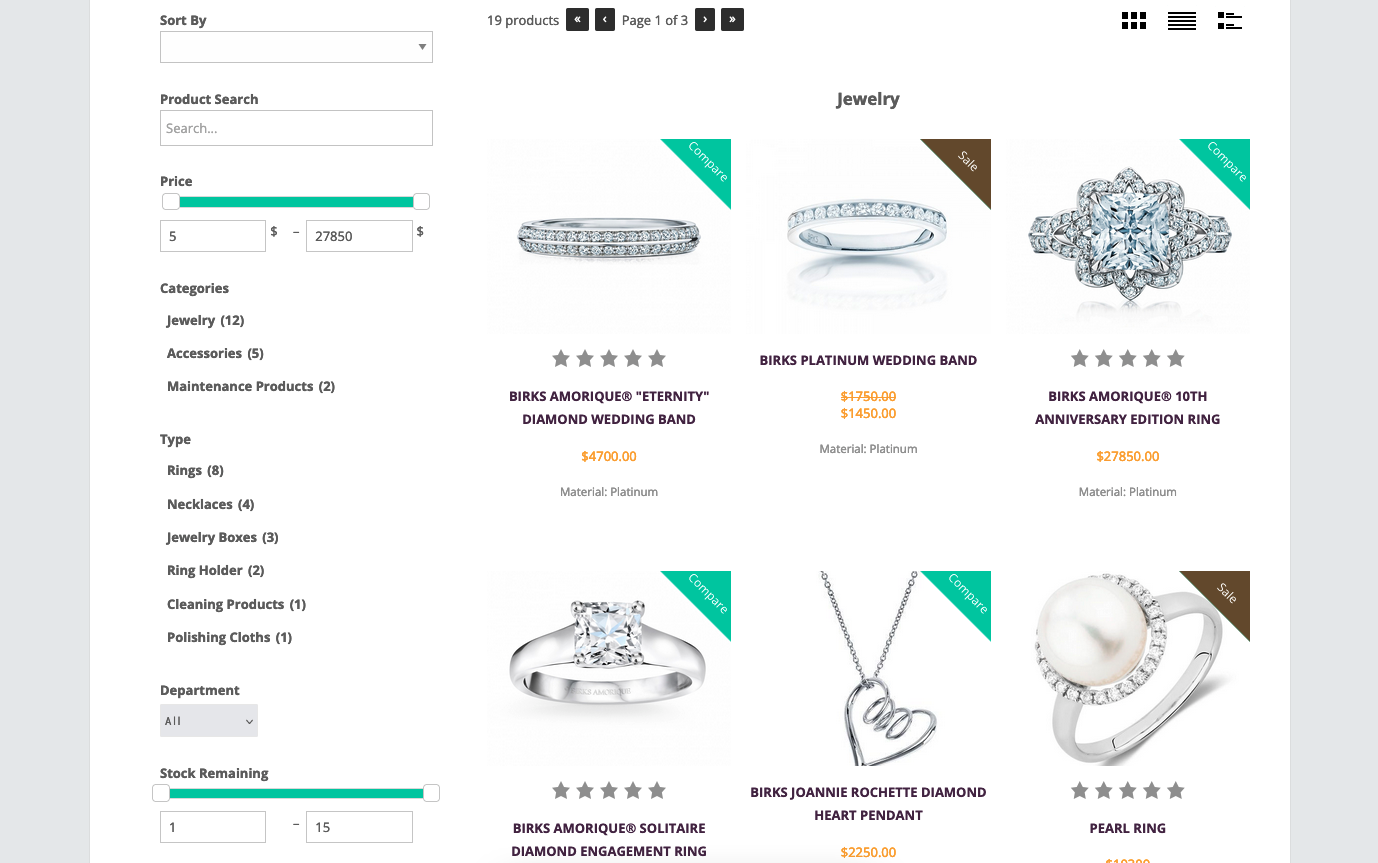 Sort By
19 products « ‹ Page 1 of 3 › »
Product Search
Search...
Price
5 $ – 27850 $
Categories
Jewelry (12)
Accessories (5)
Maintenance Products (2)
Type
Rings (8)
Necklaces (4)
Jewelry Boxes (3)
Ring Holder (2)
Cleaning Products (1)
Polishing Cloths (1)
Department
All
Stock Remaining
1 – 15
Jewelry
Compare
BIRKS AMORIQUE® "ETERNITY"
DIAMOND WEDDING BAND
$4700.00
Material: Platinum
Sale
BIRKS PLATINUM WEDDING BAND
$1750.00
$1450.00
Material: Platinum
Compare
BIRKS AMORIQUE® 10TH
ANNIVERSARY EDITION RING
$27850.00
Material: Platinum
Compare
BIRKS AMORIQUE® SOLITAIRE
DIAMOND ENGAGEMENT RING
Compare
BIRKS JOANNIE ROCHETTE DIAMOND
HEART PENDANT
$2250.00
Sale
PEARL RING